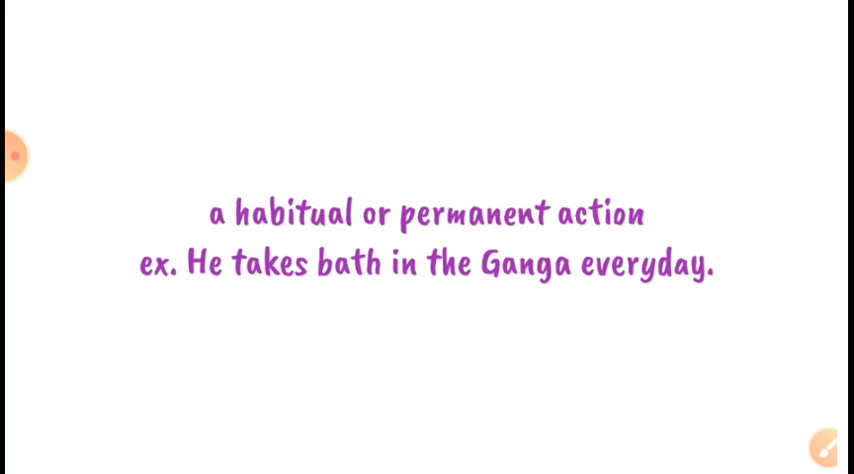 a habitual or permanent action
ex. He takes bath in the Ganga everyday.